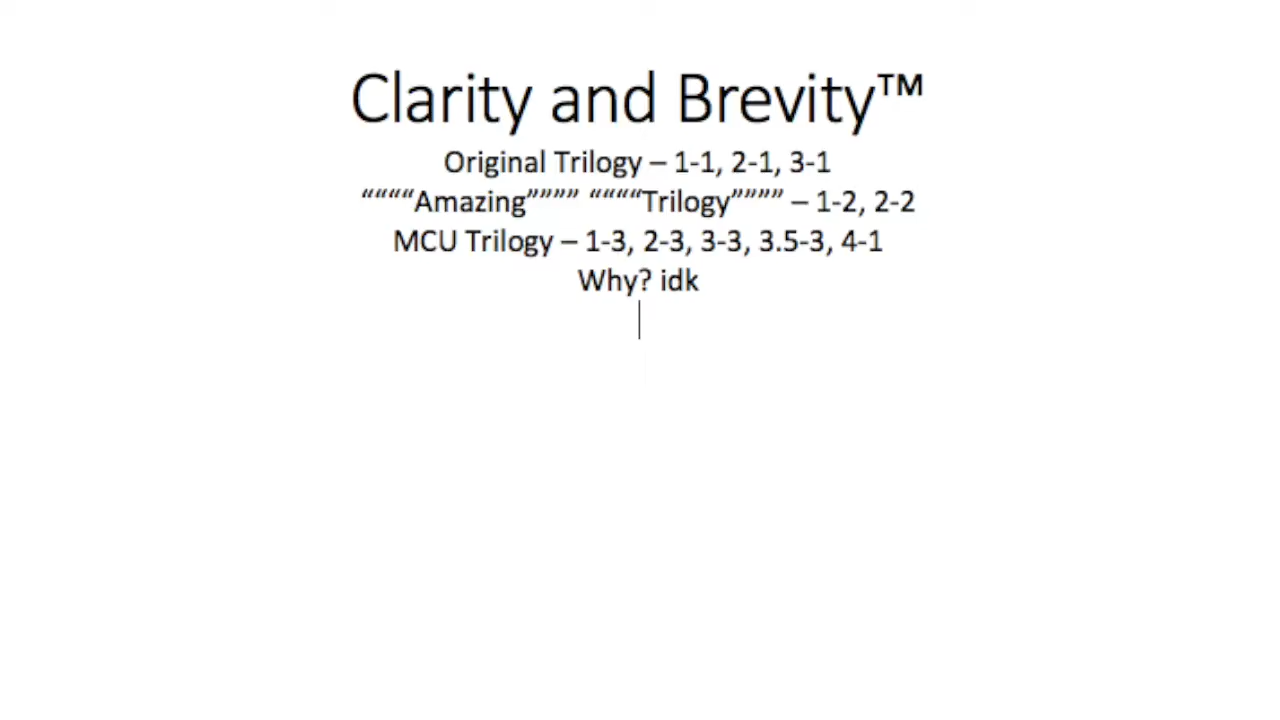 Clarity and Brevity™
Original Trilogy – 1-1, 2-1, 3-1
““““Amazing”””” ““““Trilogy”””” – 1-2, 2-2
MCU Trilogy – 1-3, 2-3, 3-3, 3.5-3, 4-1
Why? idk